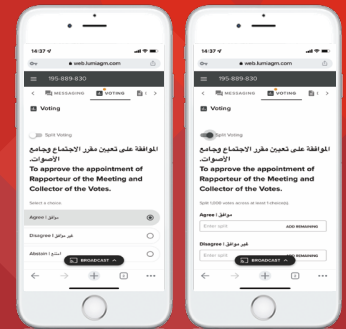 14:37
web.lumiagm.com
195-889-830
MESSAGING
VOTING
Voting
Split Voting
الموافقة على تعيين مقرر الاجتماع وجامع
الأصوات.
To approve the appointment of
Rapporteur of the Meeting and
Collector of the Votes.
Select a choice.
Agree | موافق
Disagree | غير موافق
Abstain | امتنع
BROADCAST
14:37
web.lumiagm.com
195-889-830
MESSAGING
VOTING
Voting
Split Voting
الموافقة على تعيين مقرر الاجتماع وجامع
الأصوات.
To approve the appointment of
Rapporteur of the Meeting and
Collector of the Votes.
Agree | موافق
Enter split
ADD REMAINING
Disagree | غير موافق
Enter split
ADD REMAINING
BROADCAST